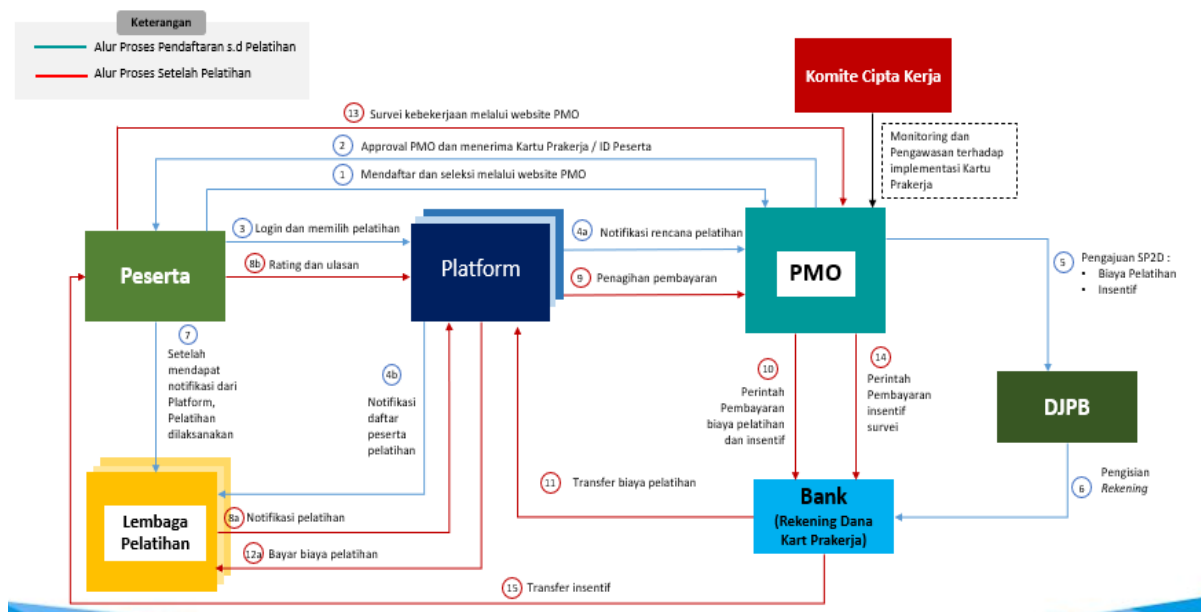 Keterangan
Alur Proses Pendaftaran s.d Pelatihan
Alur Proses Setelah Pelatihan
Komite Cipta Kerja
13 Survei kebekerjaan melalui website PMO
2 Approval PMO dan menerima Kartu Prakerja / ID Peserta
1 Mendaftar dan seleksi melalui website PMO
Monitoring dan
Pengawasan terhadap
implementasi Kartu
Prakerja
Peserta
3 Login dan memilih pelatihan
8b Rating dan ulasan
Platform
4a Notifikasi rencana pelatihan
9 Penagihan pembayaran
PMO
5 Pengajuan SP2D :
• Biaya Pelatihan
• Insentif
7
Setelah
mendapat
notifikasi dari
Platform,
Pelatihan
dilaksanakan
4b
Notifikasi
daftar
peserta
pelatihan
10
Perintah
Pembayaran
biaya pelatihan
dan insentif
14
Perintah
Pembayaran
insentif
survei
DJPB
6 Pengisian
Rekening
Lembaga
Pelatihan
8a Notifikasi pelatihan
12a Bayar biaya pelatihan
11 Transfer biaya pelatihan
Bank
(Rekening Dana
Kart Prakerja)
15 Transfer insentif